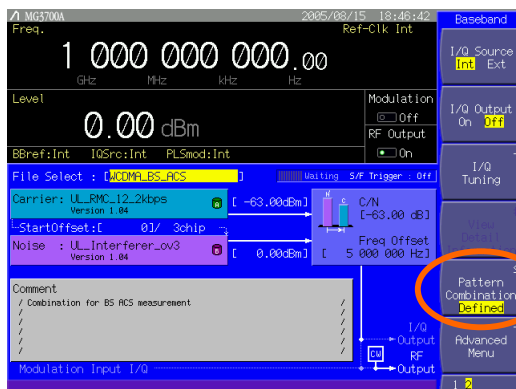 MG3700A 2005/08/15 18:46:42
Freq. Ref-Clk Int
1 000 000 000.00
GHz MHz kHz Hz
Level
0.00 dBm
Modulation
Off
RF Output
On
BBref:Int IQSrc:Int PLSmod:Int
File Select : [WCDMA_BS_ACS ] Waiting S/F Trigger : Off
Carrier: UL_RMC_12_2kbps
Version 1.04
[ -63.00dBm]
C/N
[-63.00 dB]
StartOffset:[ 0]/ 3chip
Noise : UL_Interferer_ov3
Version 1.04
[ 0.00dBm]
Freq Offset
[ 5 000 000 Hz]
Comment
/ Combination for BS ACS measurement /
/ /
/ /
/ /
/ /
I/Q
Output
CW RF
Output
Modulation Input I/Q
Baseband
I/Q Source
Int Ext
I/Q Output
On Off
I/Q
Tuning
View
Detail
Pattern
Combination
Defined
Advanced
Menu
1 2